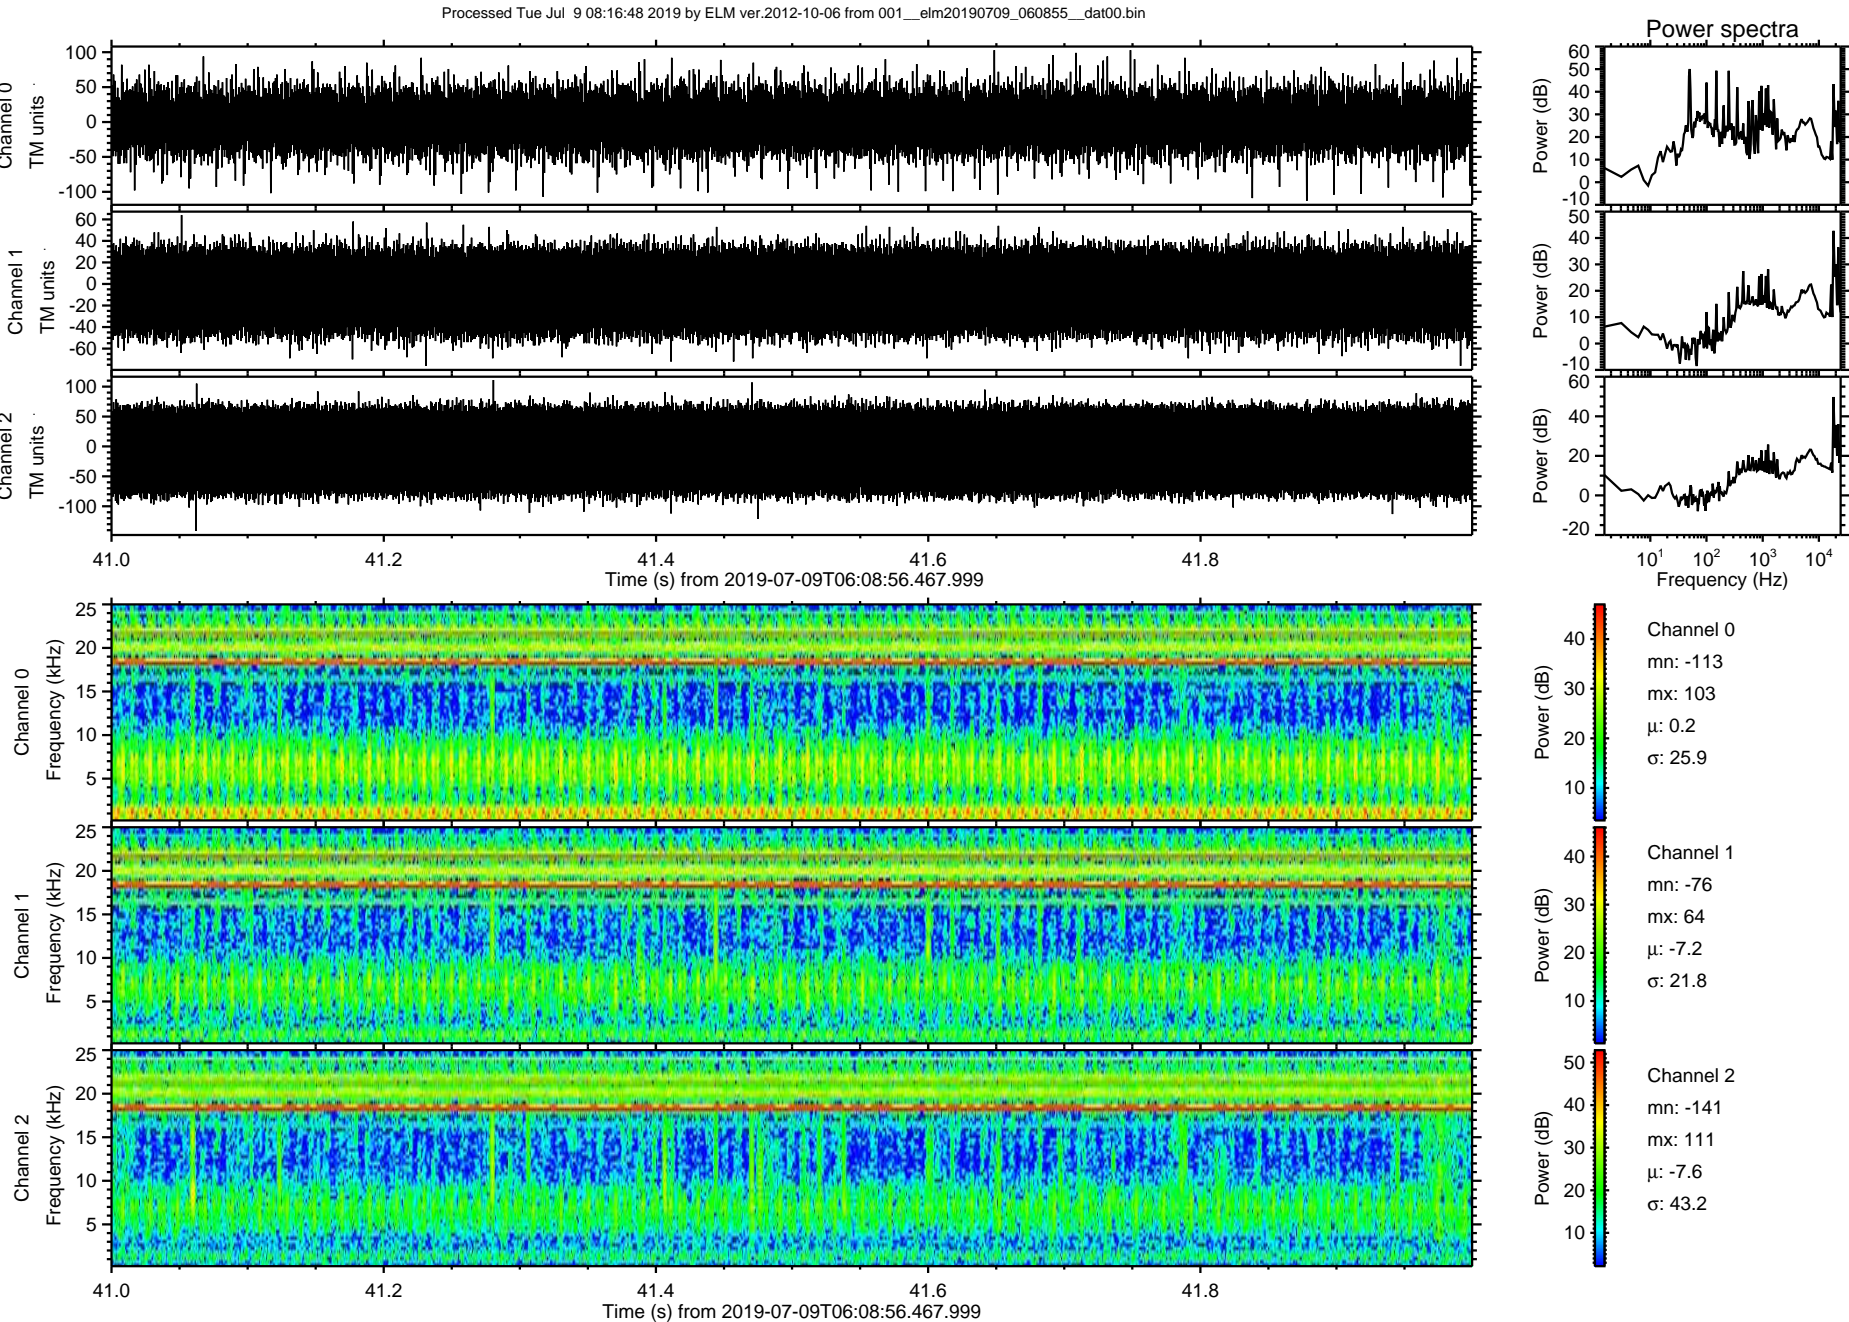 Processed Tue Jul  9 08:16:48 2019 by ELM ver.2012-10-06 from 001__elm20190709_060855__dat00.bin
Power spectra
Channel 0
TM units
100
50
0
-50
-100
Power (dB)
60
50
40
30
20
10
0
-10
Channel 1
TM units
60
40
20
0
-20
-40
-60
Power (dB)
50
40
30
20
10
0
-10
Channel 2
TM units
100
50
0
-50
-100
Power (dB)
60
40
20
0
-20
41.0 41.2 41.4 41.6 41.8
Time (s) from 2019-07-09T06:08:56.467.999
10^1 10^2 10^3 10^4
Frequency (Hz)
Channel 0
Frequency (kHz)
25
20
15
10
5
Power (dB)
40
30
20
10
Channel 0
mn: -113
mx: 103
μ: 0.2
σ: 25.9
Channel 1
Frequency (kHz)
25
20
15
10
5
Power (dB)
40
30
20
10
Channel 1
mn: -76
mx: 64
μ: -7.2
σ: 21.8
Channel 2
Frequency (kHz)
25
20
15
10
5
Power (dB)
50
40
30
20
10
Channel 2
mn: -141
mx: 111
μ: -7.6
σ: 43.2
41.0 41.2 41.4 41.6 41.8
Time (s) from 2019-07-09T06:08:56.467.999